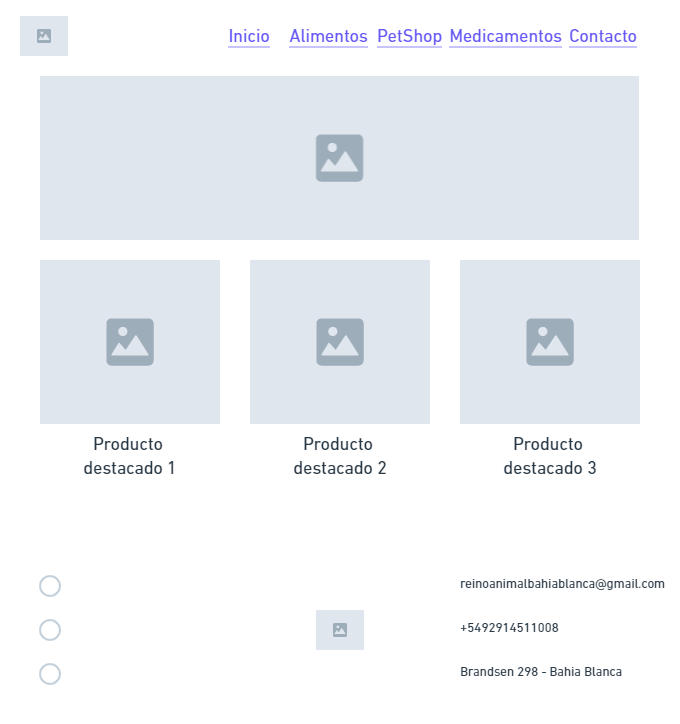 Inicio Alimentos PetShop Medicamentos Contacto
Producto
destacado 1
Producto
destacado 2
Producto
destacado 3
reinoanimalbahiablanca@gmail.com
+5492914511008
Brandsen 298 - Bahia Blanca